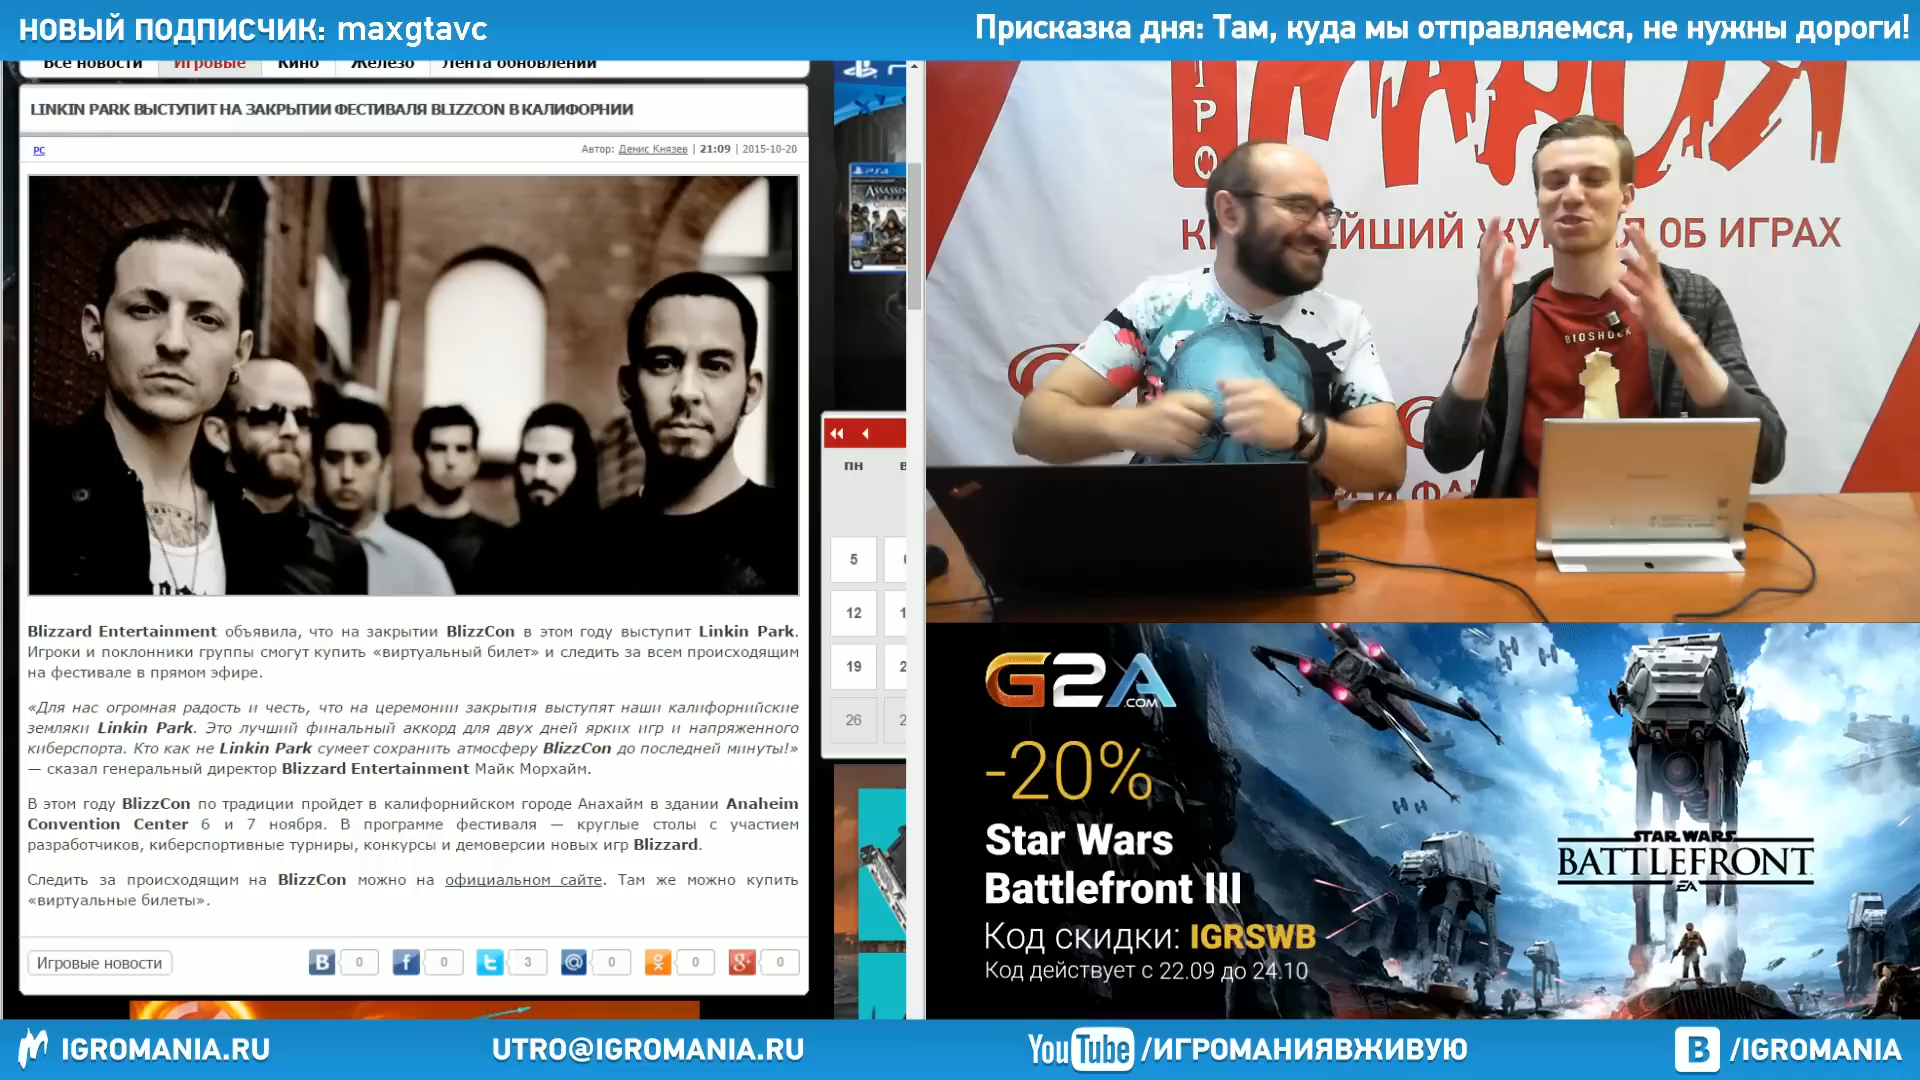 НОВЫЙ ПОДПИСЧИК: maxgtavc
Присказка дня: Там, куда мы отправляемся, не нужны дороги!
Все новости Игровые Кино Железо Лента обновлений
LINKIN PARK ВЫСТУПИТ НА ЗАКРЫТИИ ФЕСТИВАЛЯ BLIZZCON В КАЛИФОРНИИ
PC
Автор: Денис Князев | 21:09 | 2015-10-20
Blizzard Entertainment объявила, что на закрытии BlizzCon в этом году выступит Linkin Park.
Игроки и поклонники группы смогут купить «виртуальный билет» и следить за всем происходящим
на фестивале в прямом эфире.
«Для нас огромная радость и честь, что на церемонии закрытия выступят наши калифорнийские
земляки Linkin Park. Это лучший финальный аккорд для двух дней ярких игр и напряженного
киберспорта. Кто как не Linkin Park сумеет сохранить атмосферу BlizzCon до последней минуты!»
— сказал генеральный директор Blizzard Entertainment Майк Морхайм.
В этом году BlizzCon по традиции пройдет в калифорнийском городе Анахайм в здании Anaheim
Convention Center 6 и 7 ноября. В программе фестиваля — круглые столы с участием
разработчиков, киберспортивные турниры, конкурсы и демоверсии новых игр Blizzard.
Следить за происходящим на BlizzCon можно на официальном сайте. Там же можно купить
«виртуальные билеты».
Игровые новости
B 0 f 0 t 3 @ 0 0 g+ 0
PS4
ПН
5
12
19
26
ОБ ИГРАХ
BIOSHOCK
G2A
.COM
-20%
Star Wars
Battlefront III
Код скидки: IGRSWB
Код действует с 22.09 до 24.10
STAR WARS
BATTLEFRONT
EA
IGROMANIA.RU
UTRO@IGROMANIA.RU
YouTube /ИГРОМАНИЯВЖИВУЮ
B /IGROMANIA